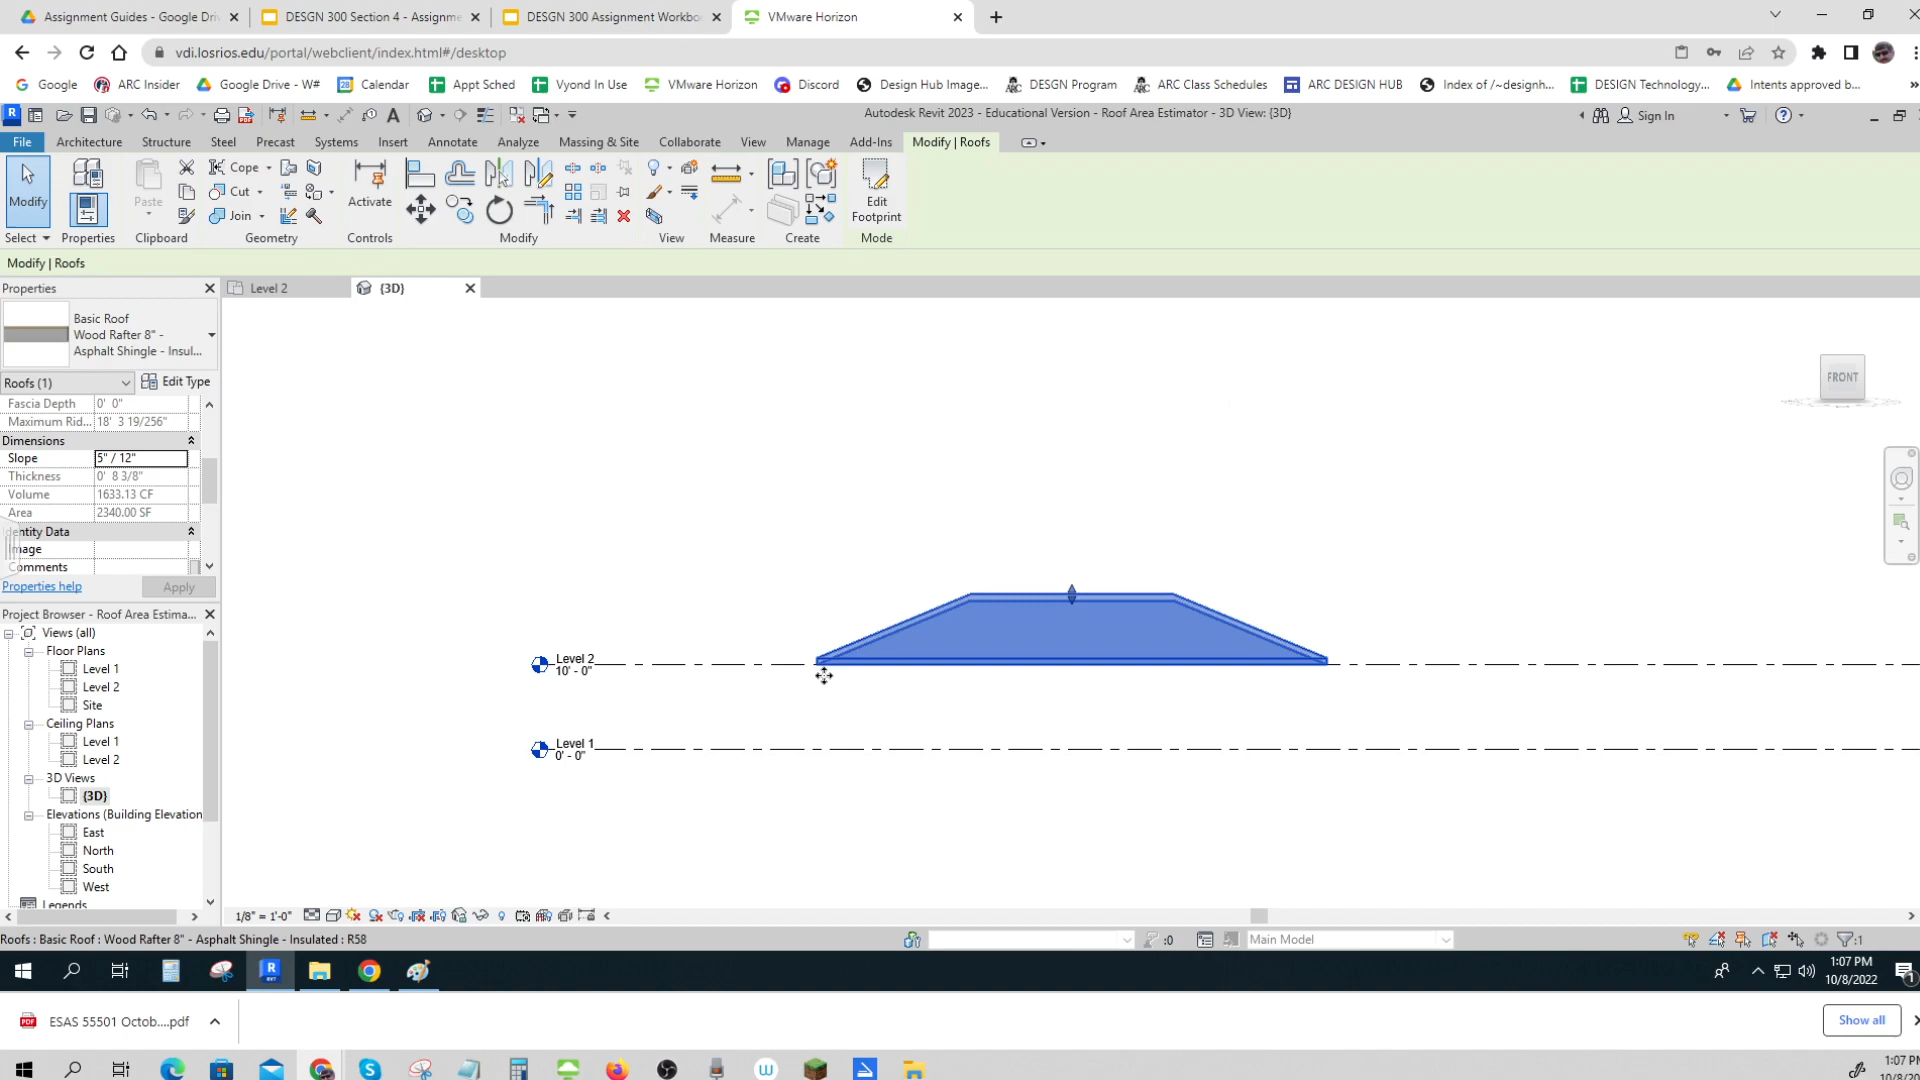 Assignment Guides - Google Dri
DESGN 300 Section 4 - Assignme
DESGN 300 Assignment Workbo
VMware Horizon
vdi.losrios.edu/portal/webclient/index.html#/desktop
Google
ARC Insider
Google Drive - W#
Calendar
Appt Sched
Vyond In Use
VMware Horizon
Discord
Design Hub Image...
DESGN Program
ARC Class Schedules
ARC DESIGN HUB
Index of /~designh...
DESIGN Technology...
Intents approved b...
Autodesk Revit 2023 - Educational Version - Roof Area Estimator - 3D View: {3D}
Sign In
File
Architecture
Structure
Steel
Precast
Systems
Insert
Annotate
Analyze
Massing & Site
Collaborate
View
Manage
Add-Ins
Modify | Roofs
Modify
Paste
Cope
Cut
Join
Activate
Edit
Footprint
Select
Properties
Clipboard
Geometry
Controls
Modify
View
Measure
Create
Mode
Modify | Roofs
Properties
Level 2
{3D}
Basic Roof
Wood Rafter 8" -
Asphalt Shingle - Insul...
Roofs (1)
Edit Type
Fascia Depth 0' 0"
Maximum Rid... 18' 3 19/256"
Dimensions
Slope 5" / 12"
Thickness 0' 8 3/8"
Volume 1633.13 CF
Area 2340.00 SF
dentity Data
mage
Comments
Properties help
Apply
Project Browser - Roof Area Estima...
Views (all)
Floor Plans
Level 1
Level 2
Site
Ceiling Plans
Level 1
Level 2
3D Views
{3D}
Elevations (Building Elevation
East
North
South
West
Legends
FRONT
Level 2
10' - 0"
Level 1
0' - 0"
1/8" = 1'-0"
Roofs : Basic Roof : Wood Rafter 8" - Asphalt Shingle - Insulated : R58
:0
Main Model
:1
1:07 PM
10/8/2022
1
ESAS 55501 Octob....pdf
Show all
1:07 PM
10/8/202